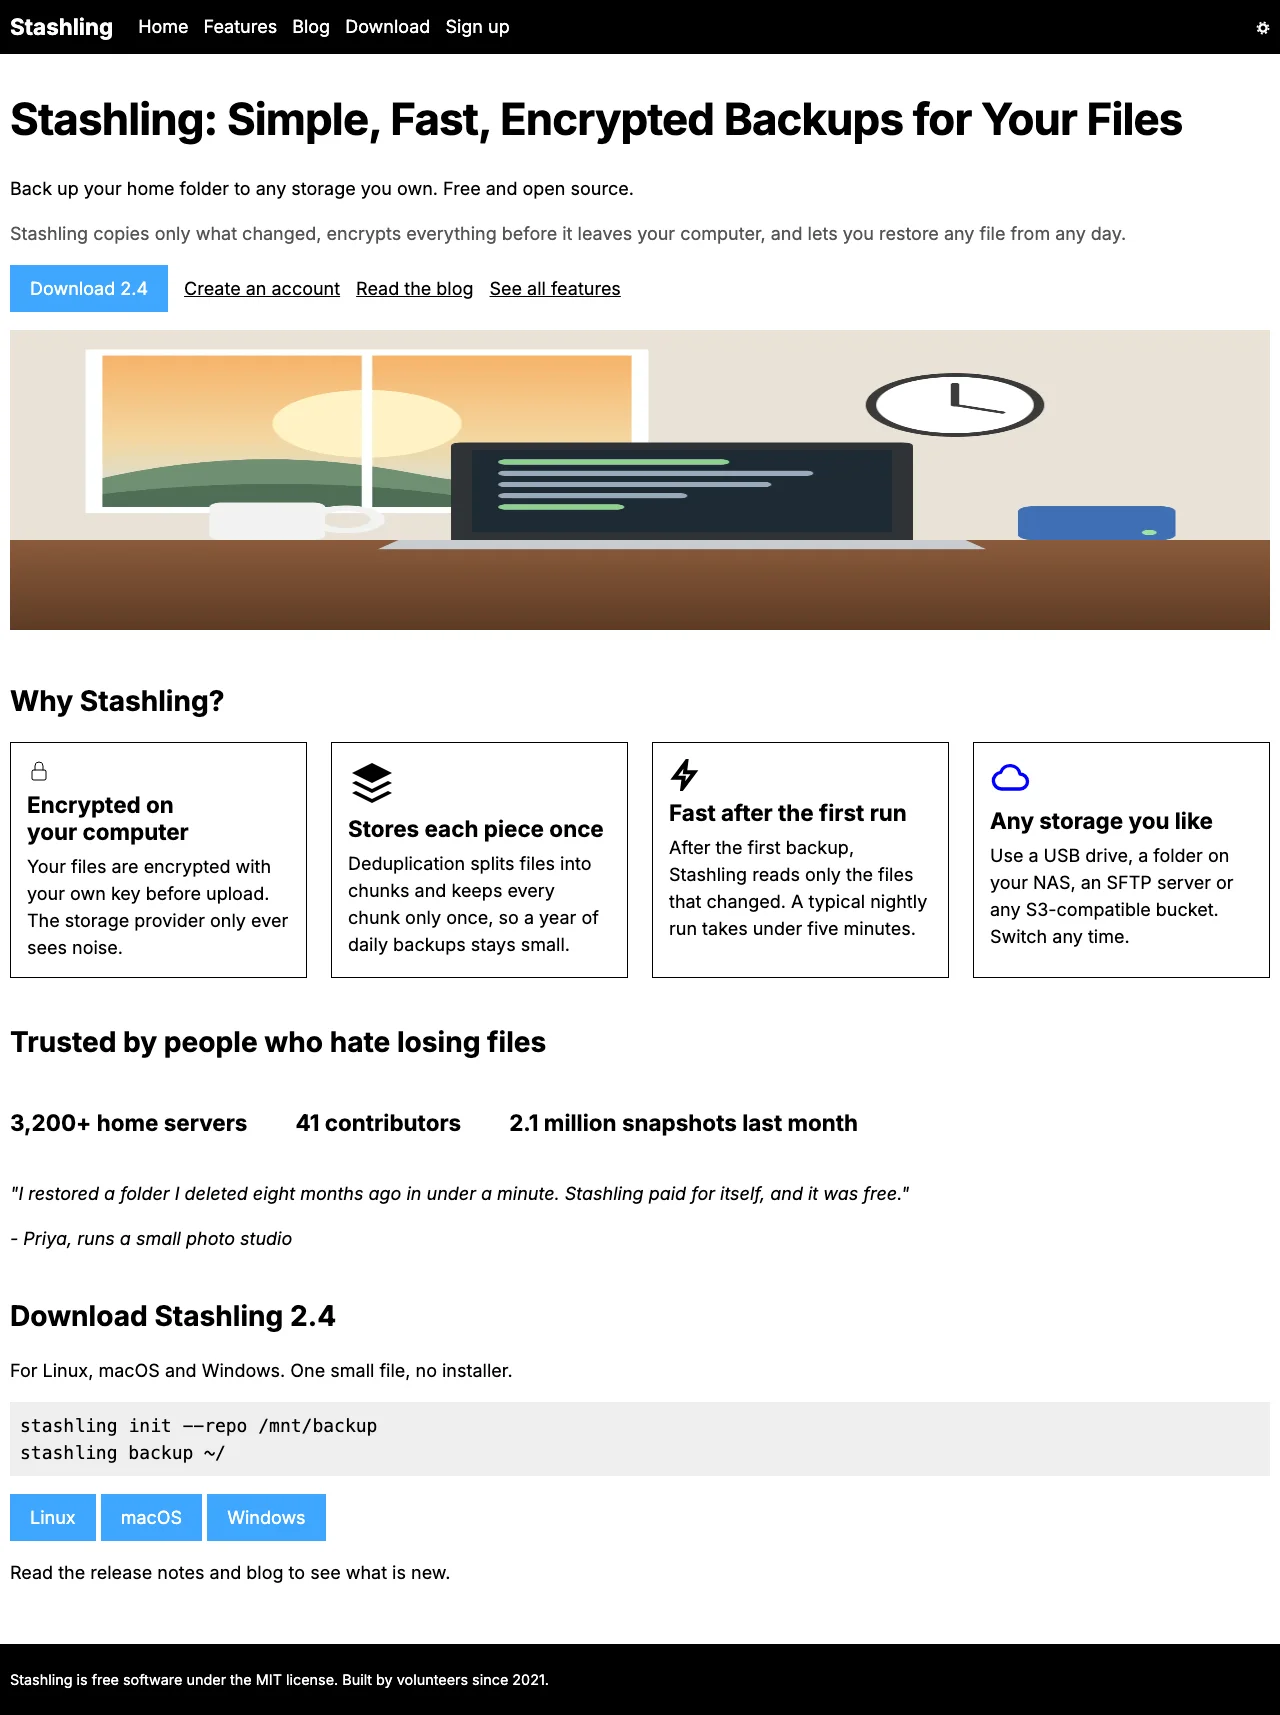 Stashling Home Features Blog Download Sign up
Stashling: Simple, Fast, Encrypted Backups for Your Files
Back up your home folder to any storage you own. Free and open source.
Stashling copies only what changed, encrypts everything before it leaves your computer, and lets you restore any file from any day.
Download 2.4 Create an account Read the blog See all features
Why Stashling?
Encrypted on
your computer
Your files are encrypted with
your own key before upload.
The storage provider only ever
sees noise.
Stores each piece once
Deduplication splits files into
chunks and keeps every
chunk only once, so a year of
daily backups stays small.
Fast after the first run
After the first backup,
Stashling reads only the files
that changed. A typical nightly
run takes under five minutes.
Any storage you like
Use a USB drive, a folder on
your NAS, an SFTP server or
any S3-compatible bucket.
Switch any time.
Trusted by people who hate losing files
3,200+ home servers 41 contributors 2.1 million snapshots last month
"I restored a folder I deleted eight months ago in under a minute. Stashling paid for itself, and it was free."
- Priya, runs a small photo studio
Download Stashling 2.4
For Linux, macOS and Windows. One small file, no installer.
stashling init --repo /mnt/backup
stashling backup ~/
Linux macOS Windows
Read the release notes and blog to see what is new.
Stashling is free software under the MIT license. Built by volunteers since 2021.